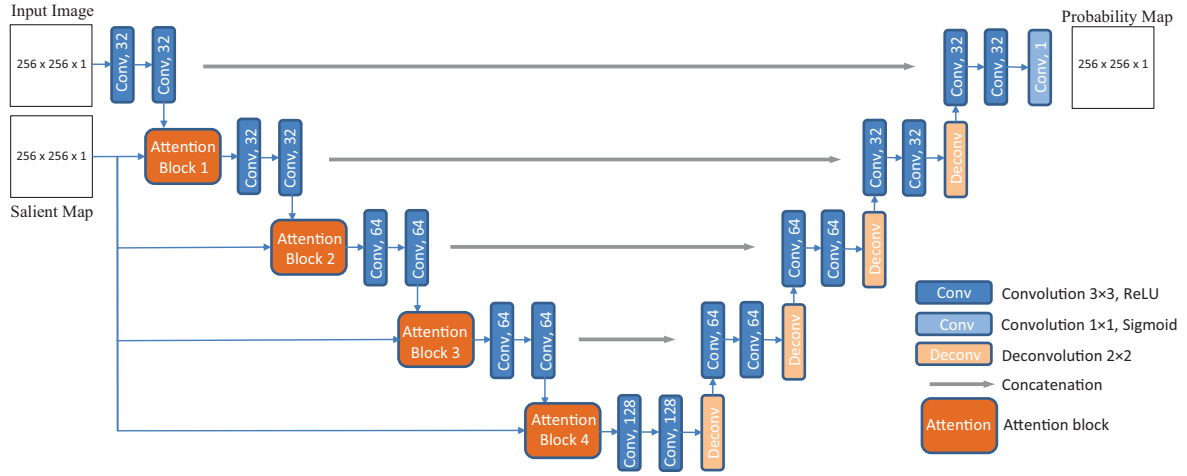 Input Image
256 x 256 x 1
Conv, 32
Conv, 32
Conv, 32
Conv, 32
Conv, 1
Probability Map
256 x 256 x 1
256 x 256 x 1
Salient Map
Attention
Block 1
Conv, 32
Conv, 32
Conv, 32
Conv, 32
Deconv
Attention
Block 2
Conv, 64
Conv, 64
Conv, 64
Conv, 64
Deconv
Attention
Block 3
Conv, 64
Conv, 64
Conv, 64
Conv, 64
Deconv
Attention
Block 4
Conv, 128
Conv, 128
Deconv
Conv
Convolution 3×3, ReLU
Conv
Convolution 1×1, Sigmoid
Deconv
Deconvolution 2×2
Concatenation
Attention
Attention block